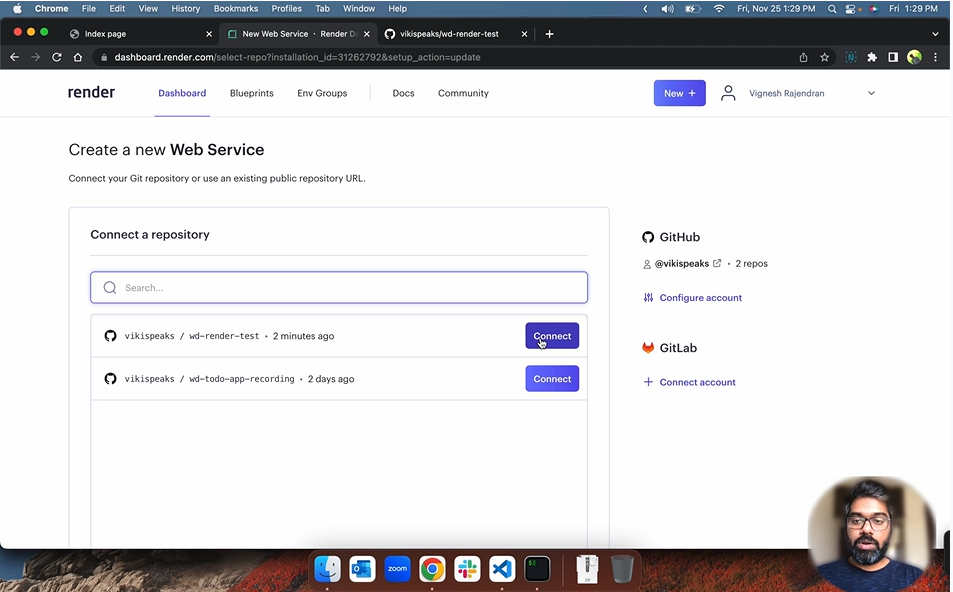 Chrome File Edit View History Bookmarks Profiles Tab Window Help Fri, Nov 25 1:29 PM Fri 1:29 PM
Index page New Web Service · Render Da vikispeaks/wd-render-test
dashboard.render.com/select-repo?installation_id=31262792&setup_action=update
render Dashboard Blueprints Env Groups Docs Community New + Vignesh Rajendran
Create a new Web Service
Connect your Git repository or use an existing public repository URL.
Connect a repository
Search...
vikispeaks / wd-render-test • 2 minutes ago Connect
vikispeaks / wd-todo-app-recording • 2 days ago Connect
GitHub
@vikispeaks • 2 repos
Configure account
GitLab
+ Connect account
zoom